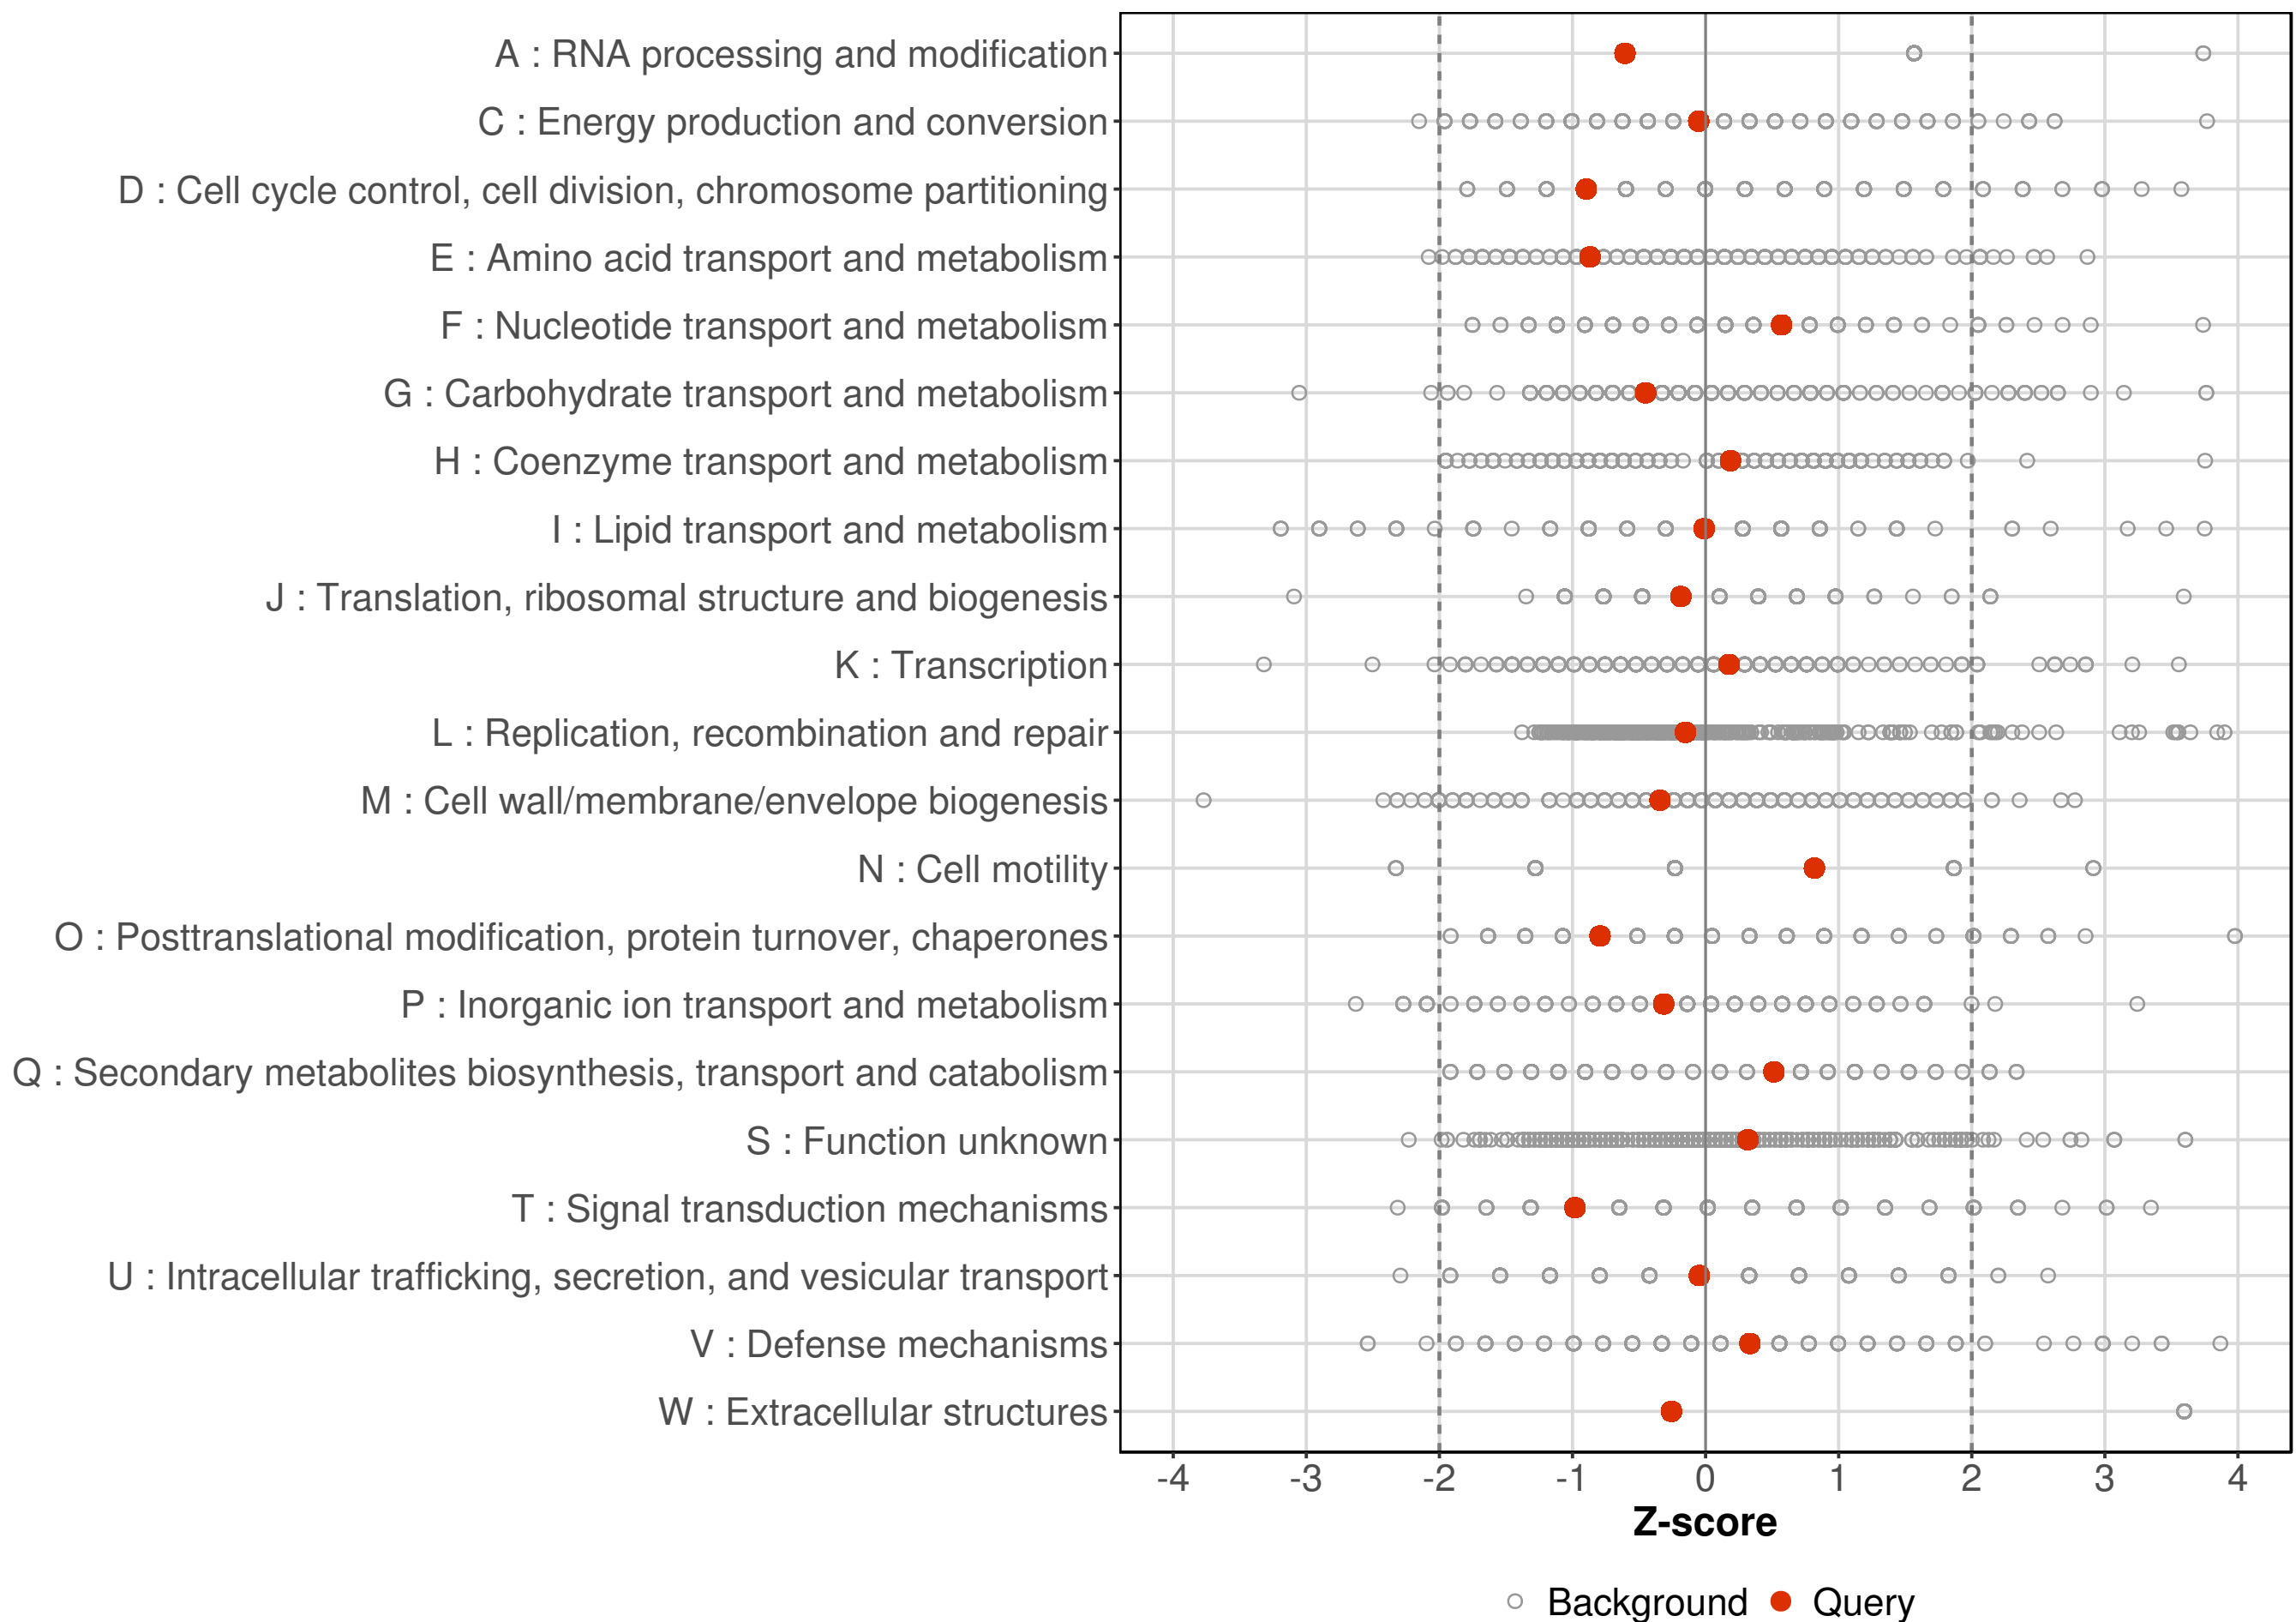 A : RNA processing and modification
C : Energy production and conversion
D : Cell cycle control, cell division, chromosome partitioning
E : Amino acid transport and metabolism
F : Nucleotide transport and metabolism
G : Carbohydrate transport and metabolism
H : Coenzyme transport and metabolism
I : Lipid transport and metabolism
J : Translation, ribosomal structure and biogenesis
K : Transcription
L : Replication, recombination and repair
M : Cell wall/membrane/envelope biogenesis
N : Cell motility
O : Posttranslational modification, protein turnover, chaperones
P : Inorganic ion transport and metabolism
Q : Secondary metabolites biosynthesis, transport and catabolism
S : Function unknown
T : Signal transduction mechanisms
U : Intracellular trafficking, secretion, and vesicular transport
V : Defense mechanisms
W : Extracellular structures
-4 -3 -2 -1 0 1 2 3 4
Z-score
Background Query